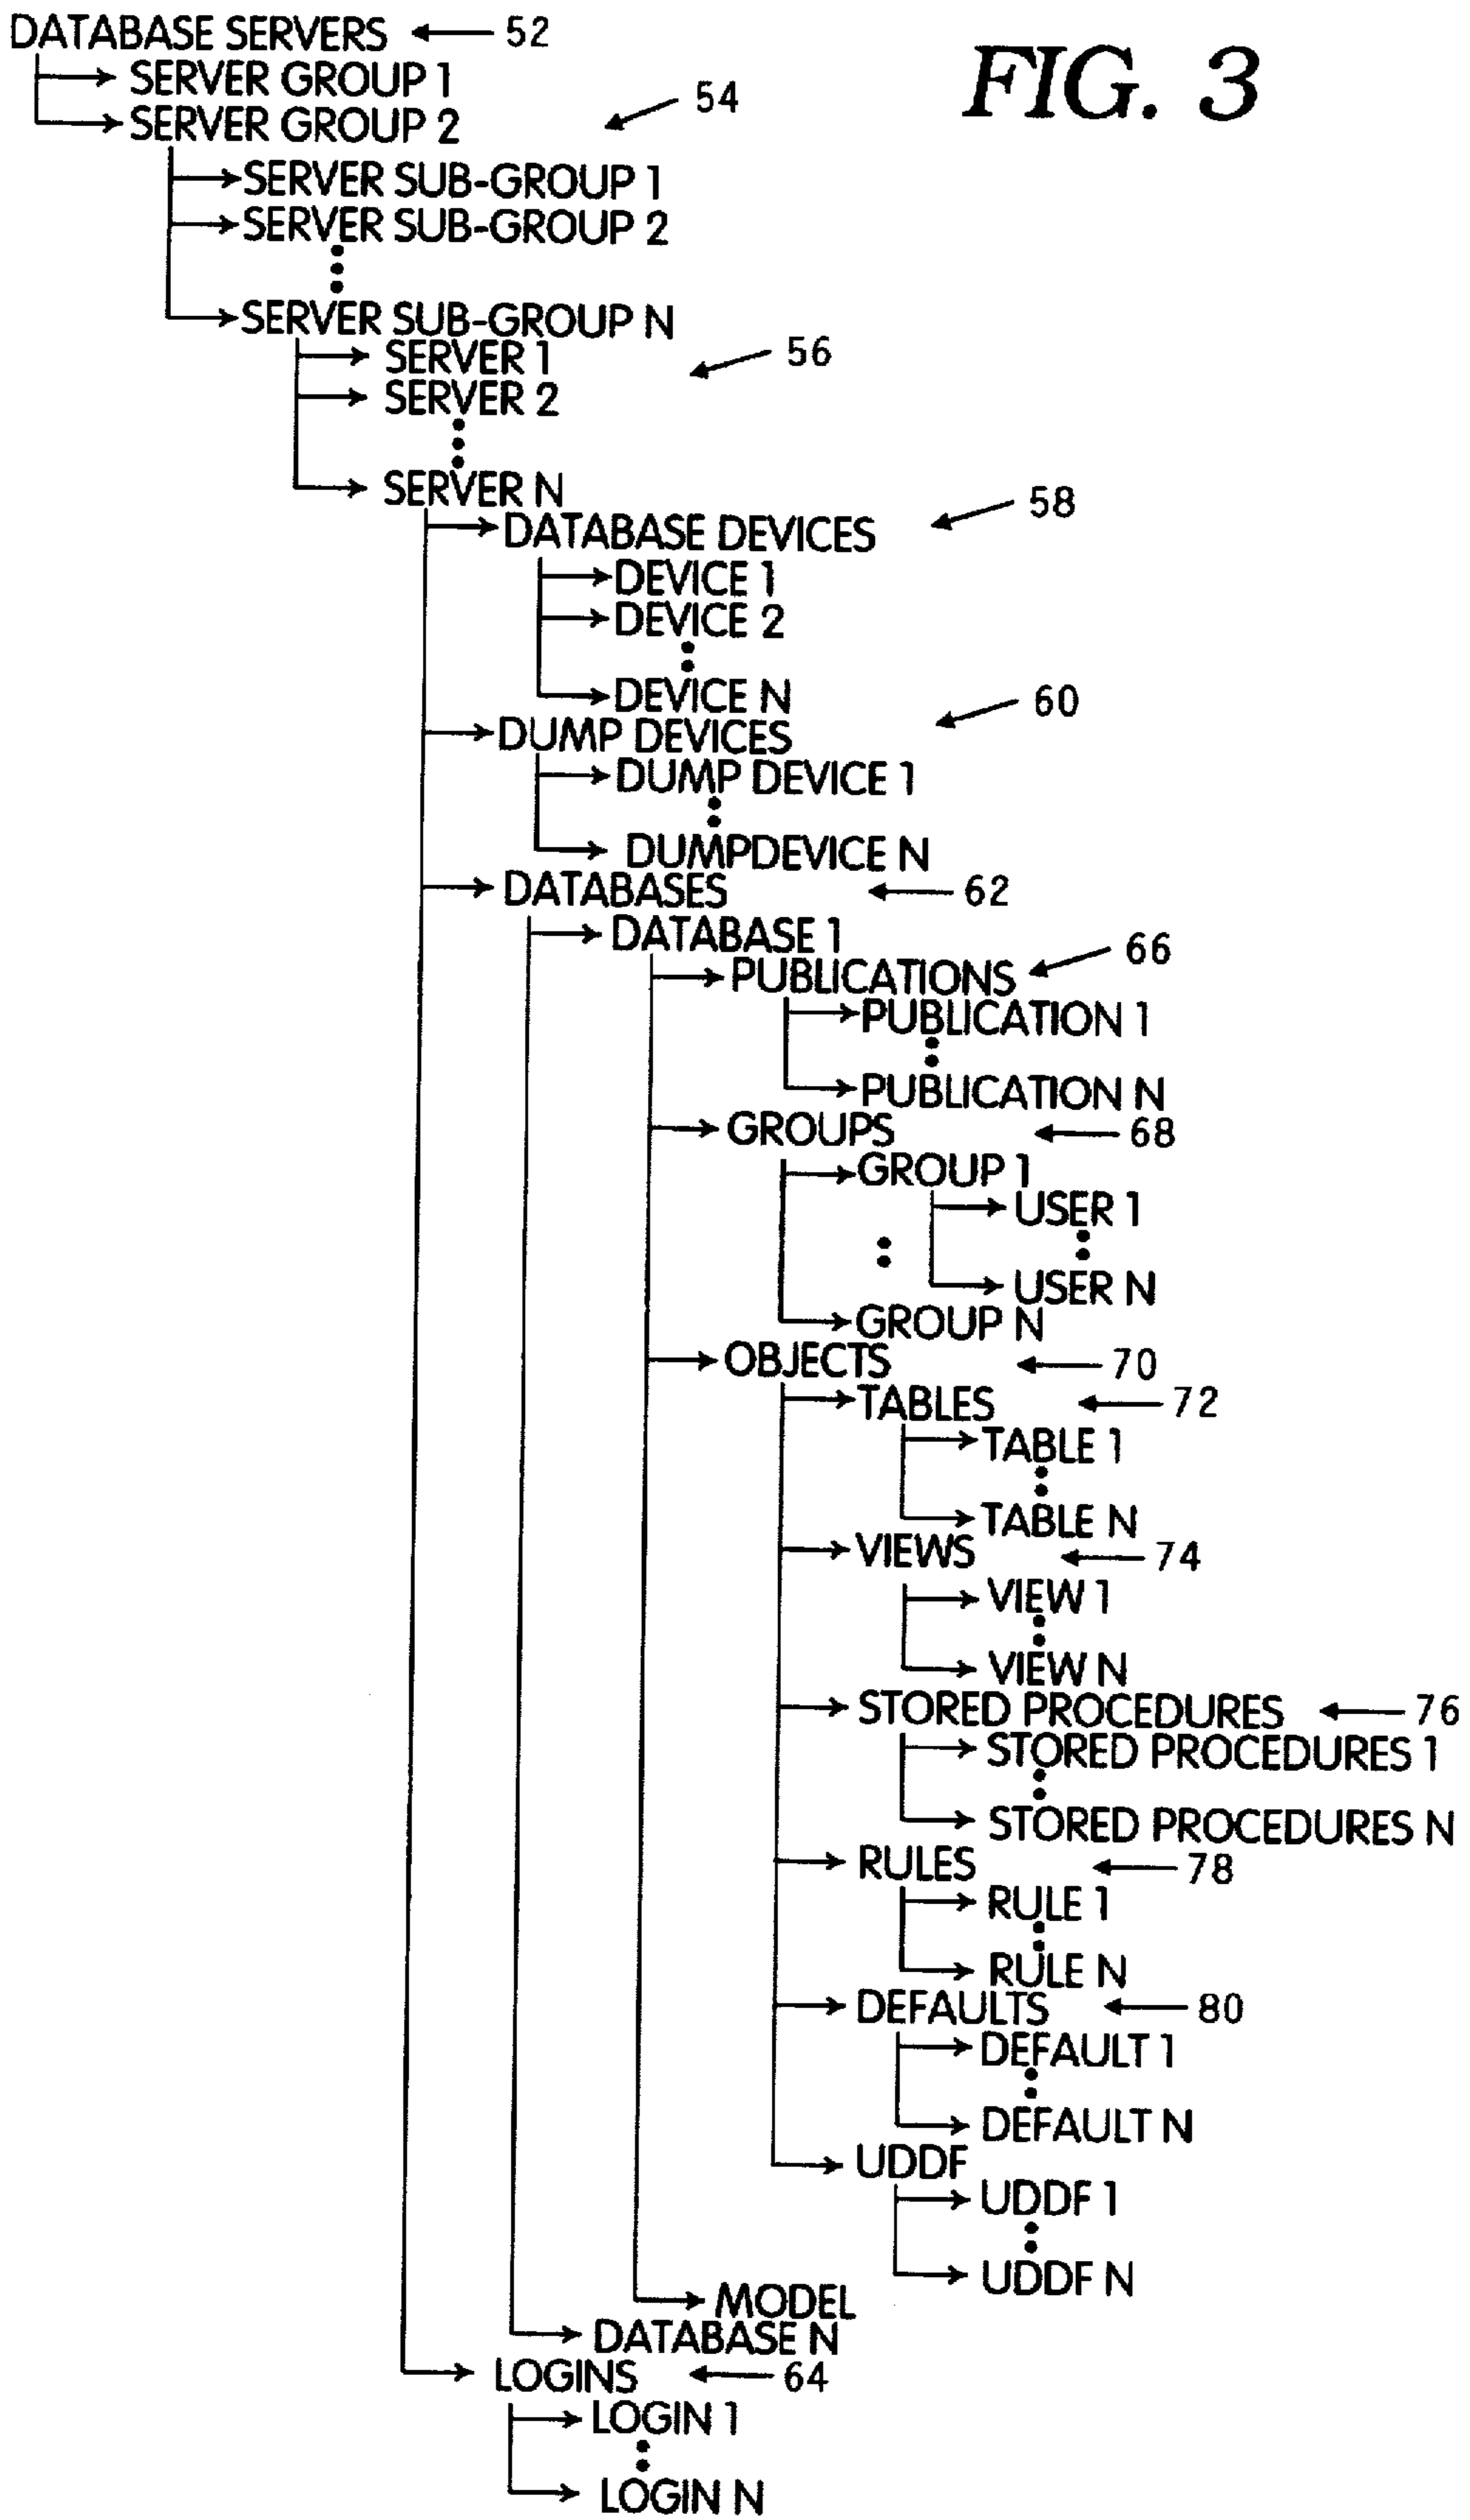 DATABASE SERVERS 52
FIG. 3
SERVER GROUP 1
SERVER GROUP 2
54
SERVER SUB-GROUP 1
SERVER SUB-GROUP 2
SERVER SUB-GROUP N
SERVER 1
56
SERVER 2
SERVER N
DATABASE DEVICES 58
DEVICE 1
DEVICE 2
DEVICE N
DUMP DEVICES 60
DUMP DEVICE 1
DUMPDEVICE N
DATABASES 62
DATABASE 1
PUBLICATIONS 66
PUBLICATION 1
PUBLICATION N
GROUPS 68
GROUP 1
USER 1
USER N
GROUP N
OBJECTS 70
TABLES 72
TABLE 1
TABLE N
VIEWS 74
VIEW 1
VIEW N
STORED PROCEDURES 76
STORED PROCEDURES 1
STORED PROCEDURES N
RULES 78
RULE 1
RULE N
DEFAULTS 80
DEFAULT 1
DEFAULT N
UDDF
UDDF 1
UDDF N
MODEL
DATABASE N
LOGINS 64
LOGIN 1
LOGIN N